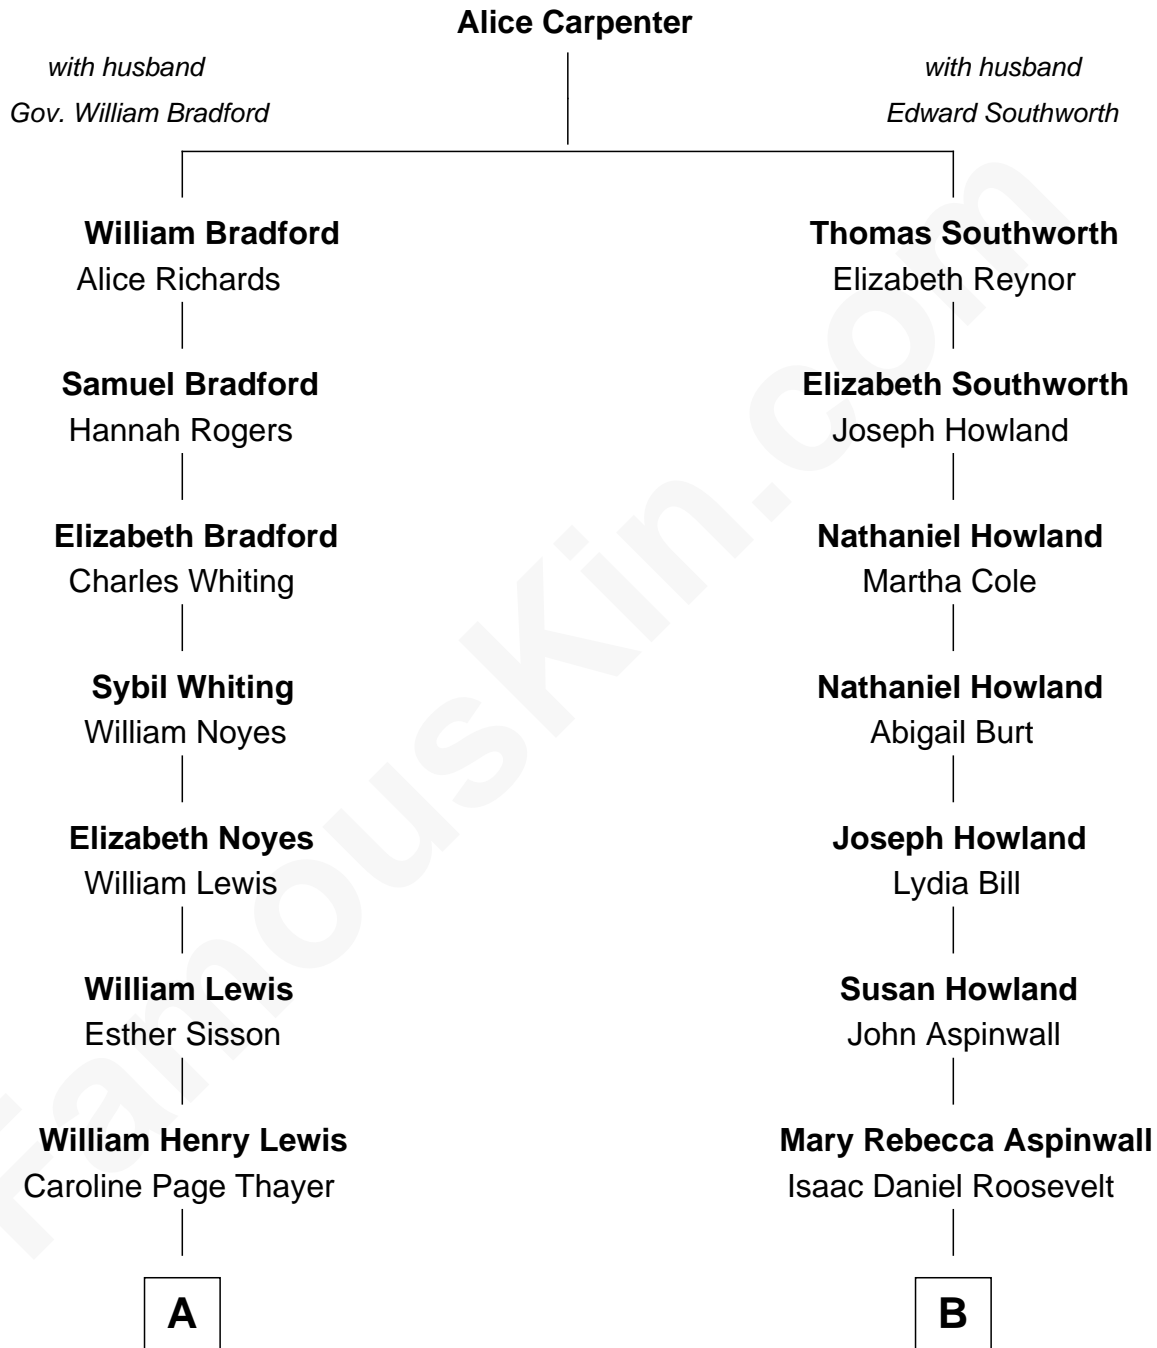 Alice Carpenter
with husband
Gov. William Bradford
with husband
Edward Southworth
William Bradford
Alice Richards
Thomas Southworth
Elizabeth Reynor
Samuel Bradford
Hannah Rogers
Elizabeth Southworth
Joseph Howland
Elizabeth Bradford
Charles Whiting
Nathaniel Howland
Martha Cole
Sybil Whiting
William Noyes
Nathaniel Howland
Abigail Burt
Elizabeth Noyes
William Lewis
Joseph Howland
Lydia Bill
William Lewis
Esther Sisson
Susan Howland
John Aspinwall
William Henry Lewis
Caroline Page Thayer
Mary Rebecca Aspinwall
Isaac Daniel Roosevelt
A
B
FamousKin.com